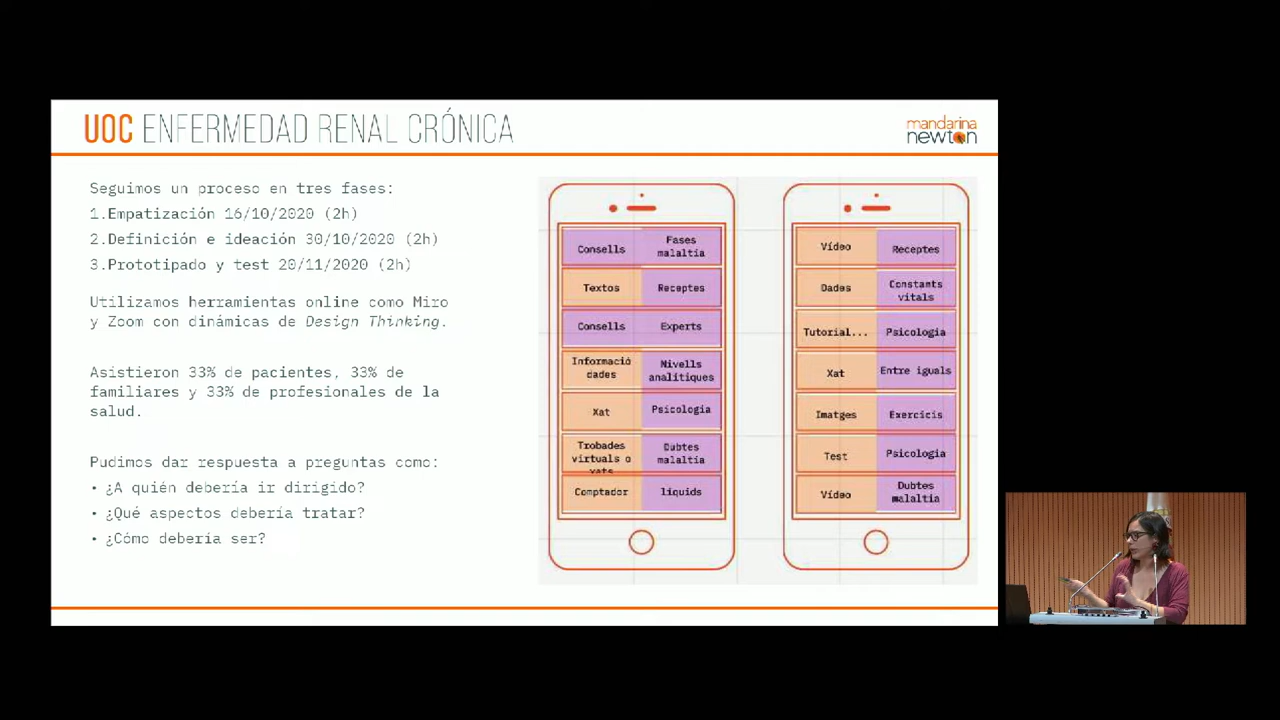 UOC ENFERMEDAD RENAL CRÓNICA
mandarina
newton
Seguimos un proceso en tres fases:
1.Empatización 16/10/2020 (2h)
2.Definición e ideación 30/10/2020 (2h)
3.Prototipado y test 20/11/2020 (2h)
Utilizamos herramientas online como Miro
y Zoom con dinámicas de Design Thinking.
Asistieron 33% de pacientes, 33% de
familiares y 33% de profesionales de la
salud.
Pudimos dar respuesta a preguntas como:
• ¿A quién debería ir dirigido?
• ¿Qué aspectos debería tratar?
• ¿Cómo debería ser?
Consells
Fases
malaltia
Textos
Receptes
Consells
Experts
Informació
dades
Nivells
analitiques
Xat
Psicologia
Trobades
virtuals o
xats
Dubtes
malaltia
Comptador
liquids
Vídeo
Receptes
Dades
Constants
vitals
Tutorial...
Psicologia
Xat
Entre iguals
Imatges
Exercicis
Test
Psicologia
Vídeo
Dubtes
malaltia